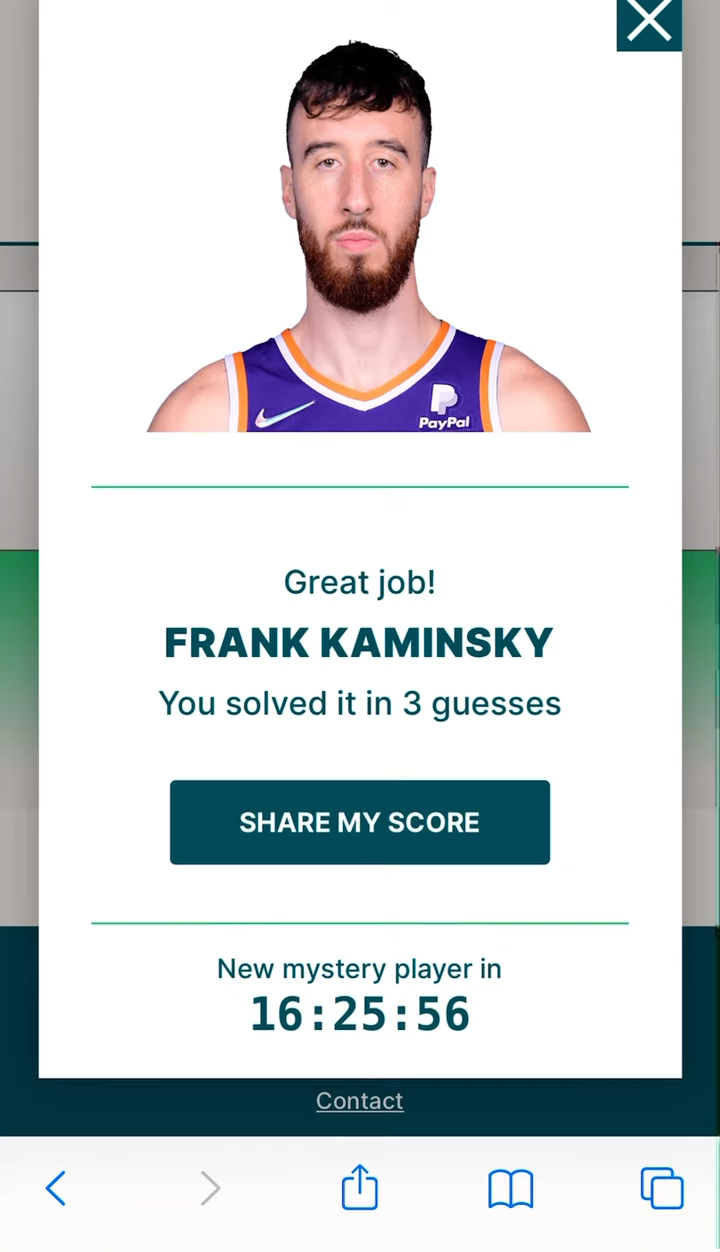 PayPal
Great job!
FRANK KAMINSKY
You solved it in 3 guesses
SHARE MY SCORE
New mystery player in
16:25:56
Contact